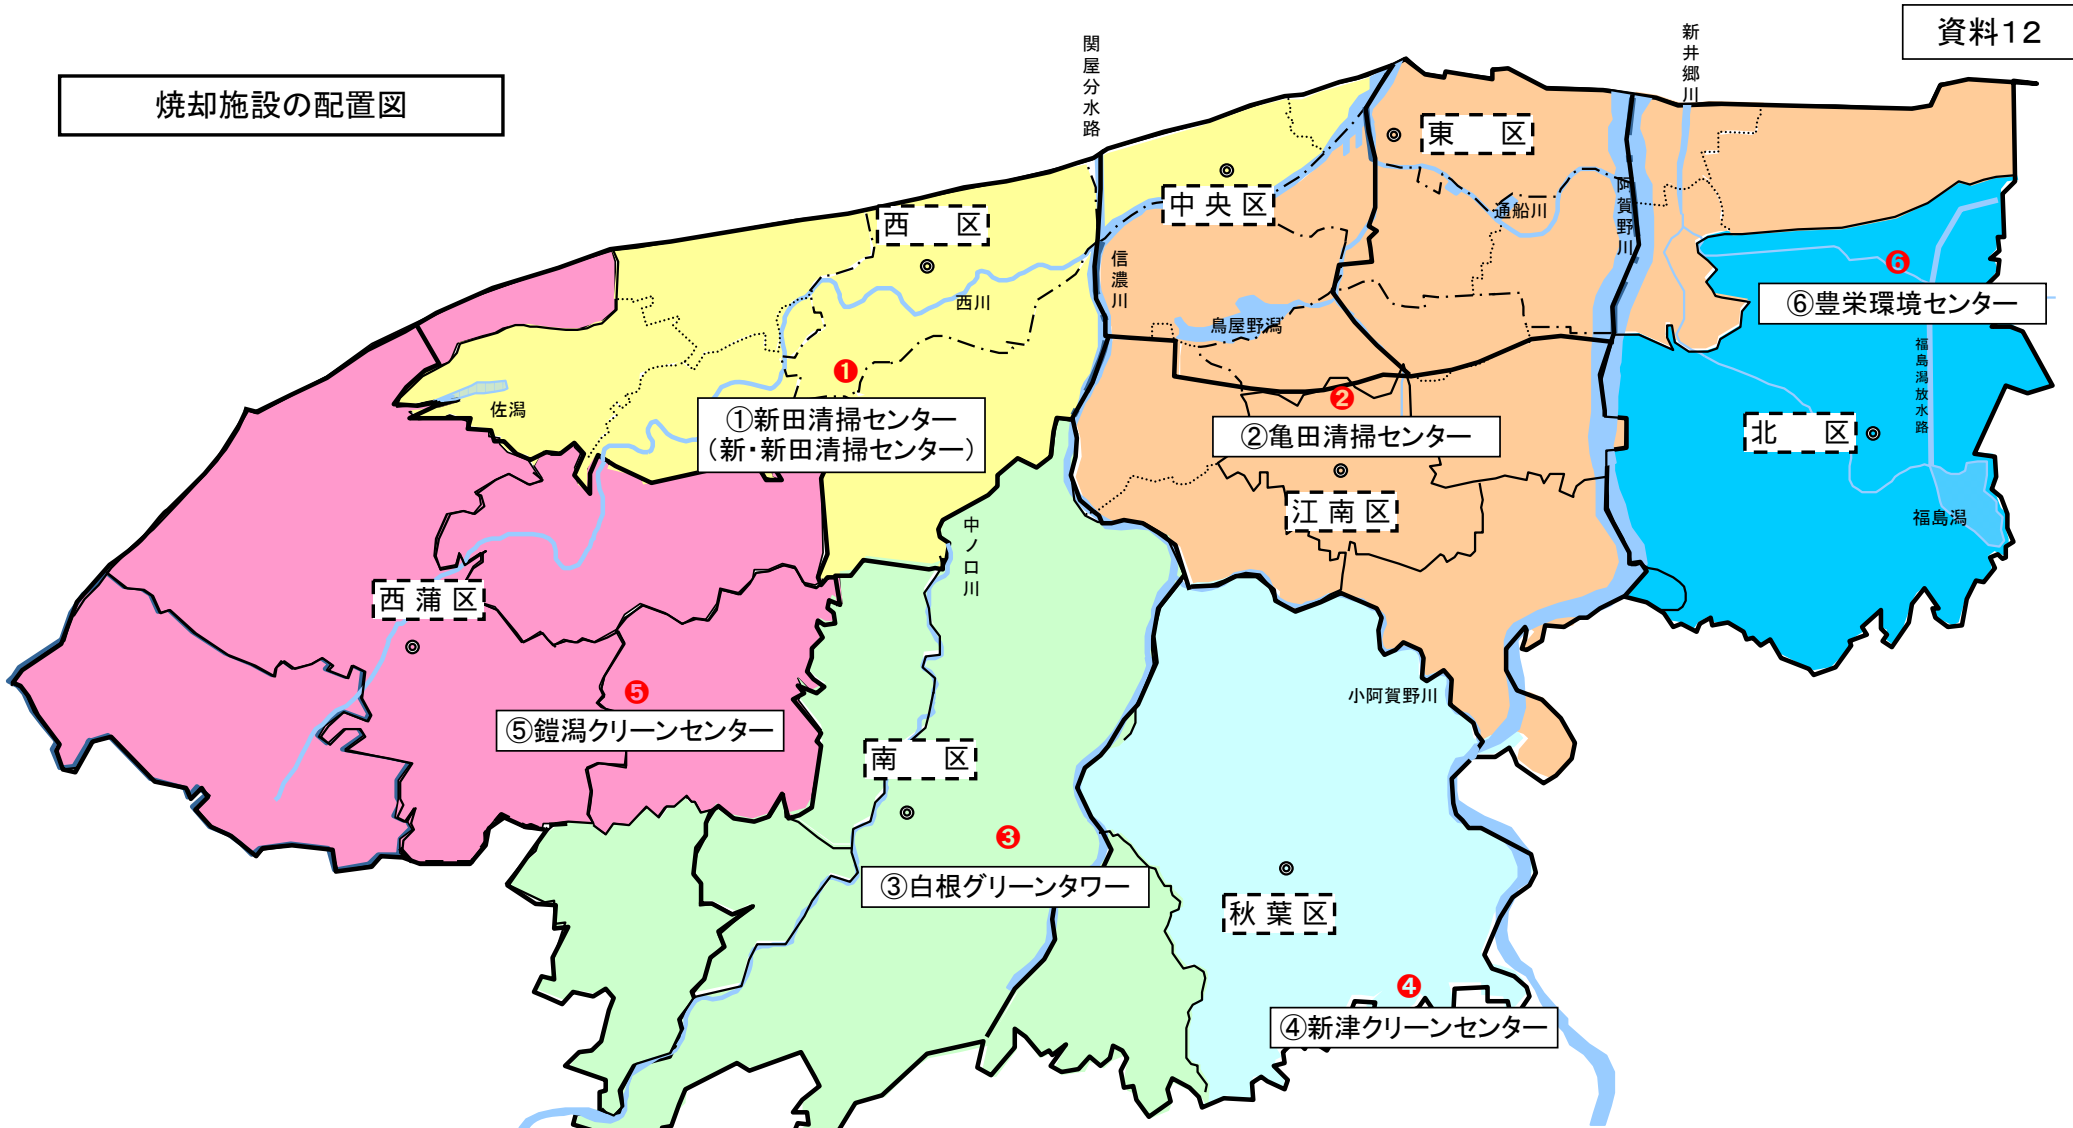 資料12
焼却施設の配置図
関屋分水路
新井郷川
東　区
中央区
西　区
阿賀野川
通船川
信濃川
西川
鳥屋野潟
❻
⑥豊栄環境センター
福島潟放水路
❶
佐潟
①新田清掃センター
（新・新田清掃センター）
❷
②亀田清掃センター
北　区
江南区
福島潟
中ノ口川
西蒲区
❺
⑤鎧潟クリーンセンター
小阿賀野川
南　区
❸
③白根グリーンタワー
秋葉区
❹
④新津クリーンセンター